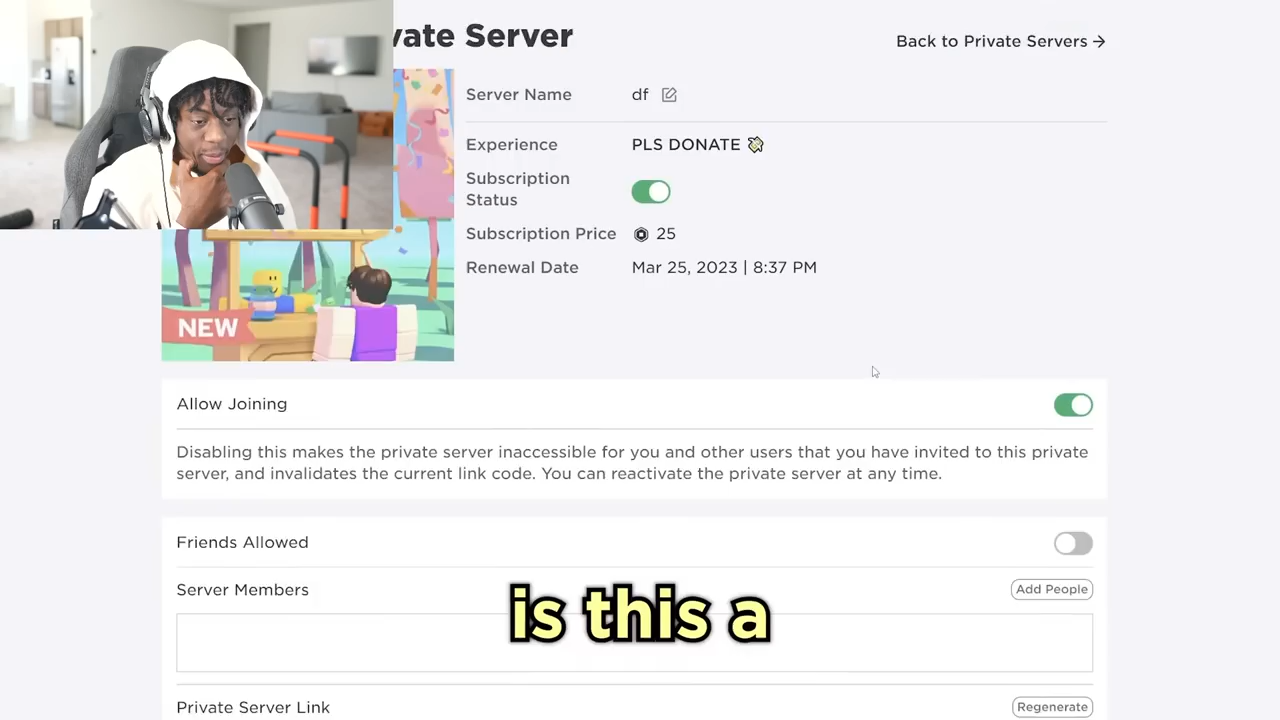 vate Server
Back to Private Servers →
Server Name df
Experience PLS DONATE
Subscription
Status
Subscription Price 25
Renewal Date Mar 25, 2023 | 8:37 PM
NEW
Allow Joining
Disabling this makes the private server inaccessible for you and other users that you have invited to this private
server, and invalidates the current link code. You can reactivate the private server at any time.
Friends Allowed
Server Members Add People
is this a
Private Server Link Regenerate